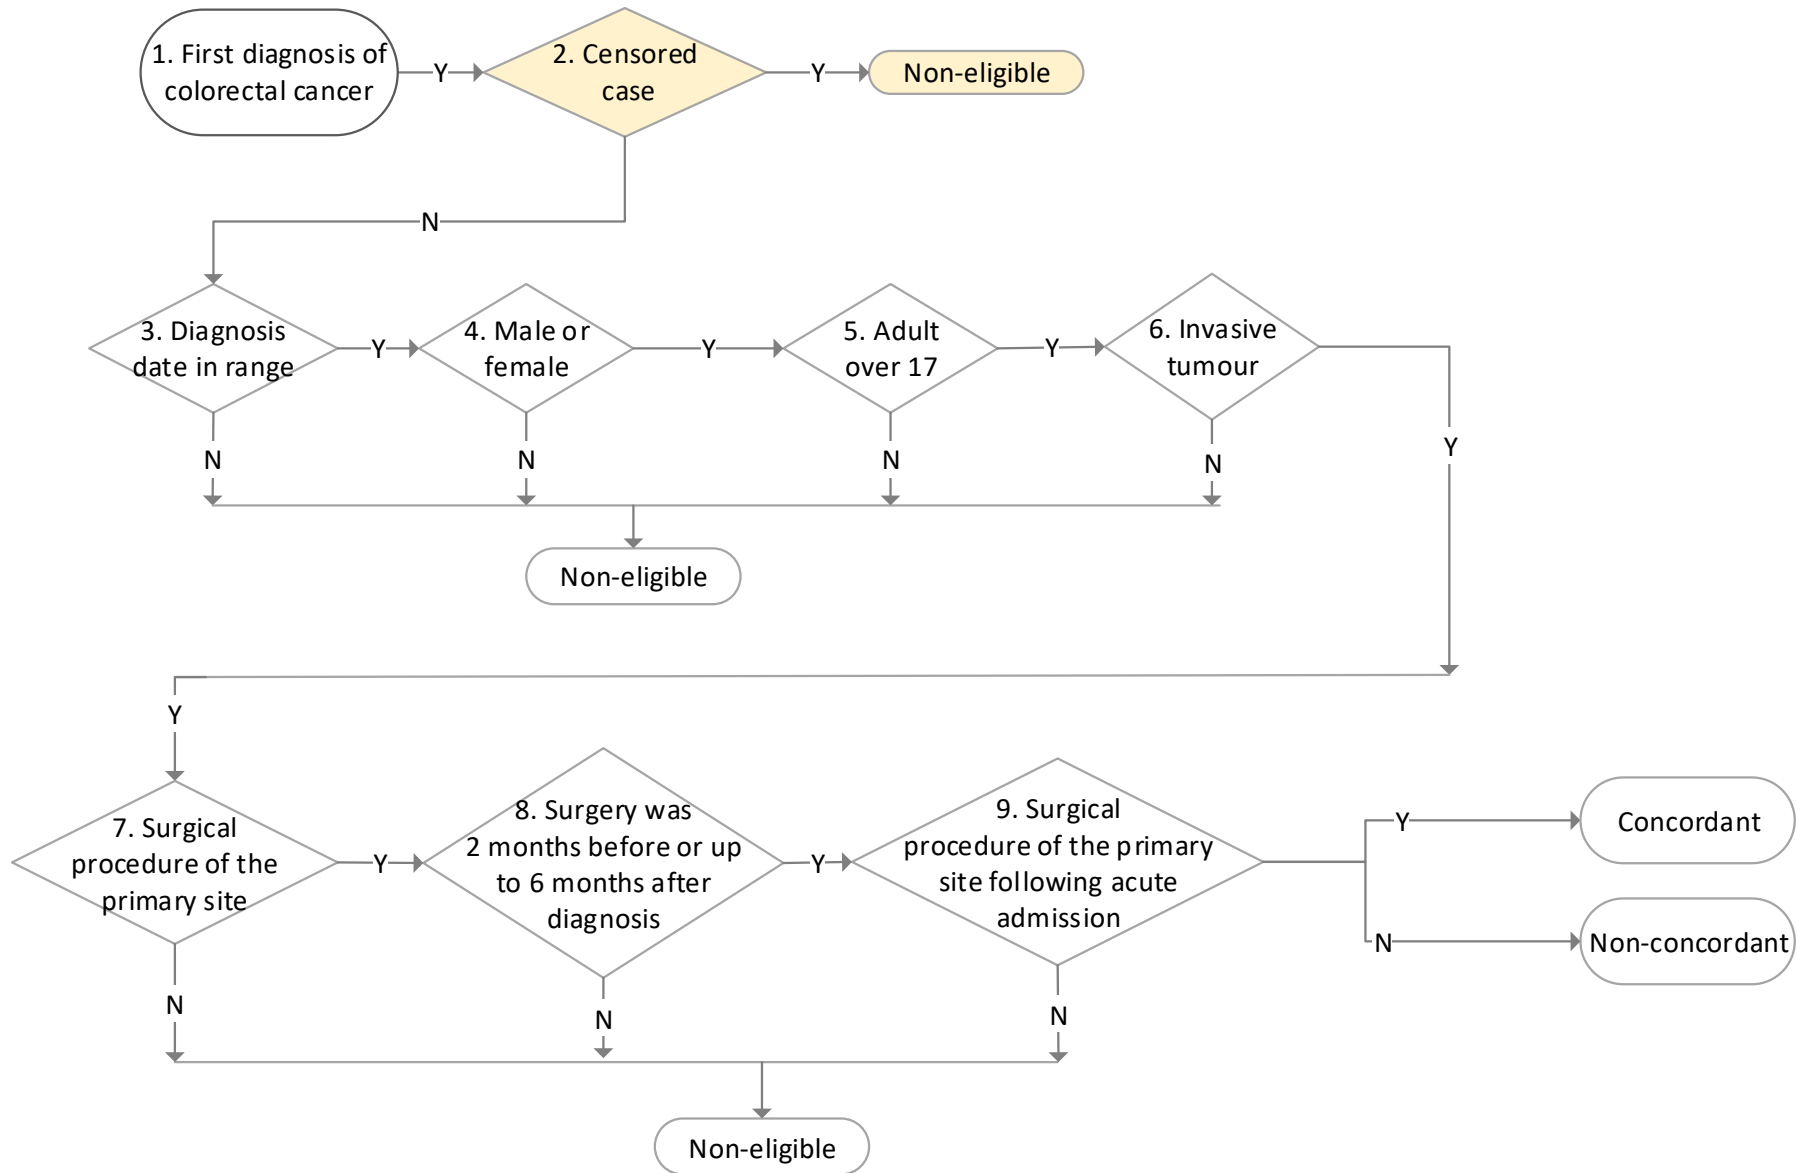 1. First diagnosis of
colorectal cancer
Y
2. Censored
case
Y
Non-eligible
N
3. Diagnosis
date in range
Y
4. Male or
female
Y
5. Adult
over 17
Y
6. Invasive
tumour
Y
N
N
N
N
Non-eligible
Y
7. Surgical
procedure of the
primary site
Y
8. Surgery was
2 months before or up
to 6 months after
diagnosis
Y
9. Surgical
procedure of the primary
site following acute
admission
Y
Concordant
N
Non-concordant
N
N
N
Non-eligible